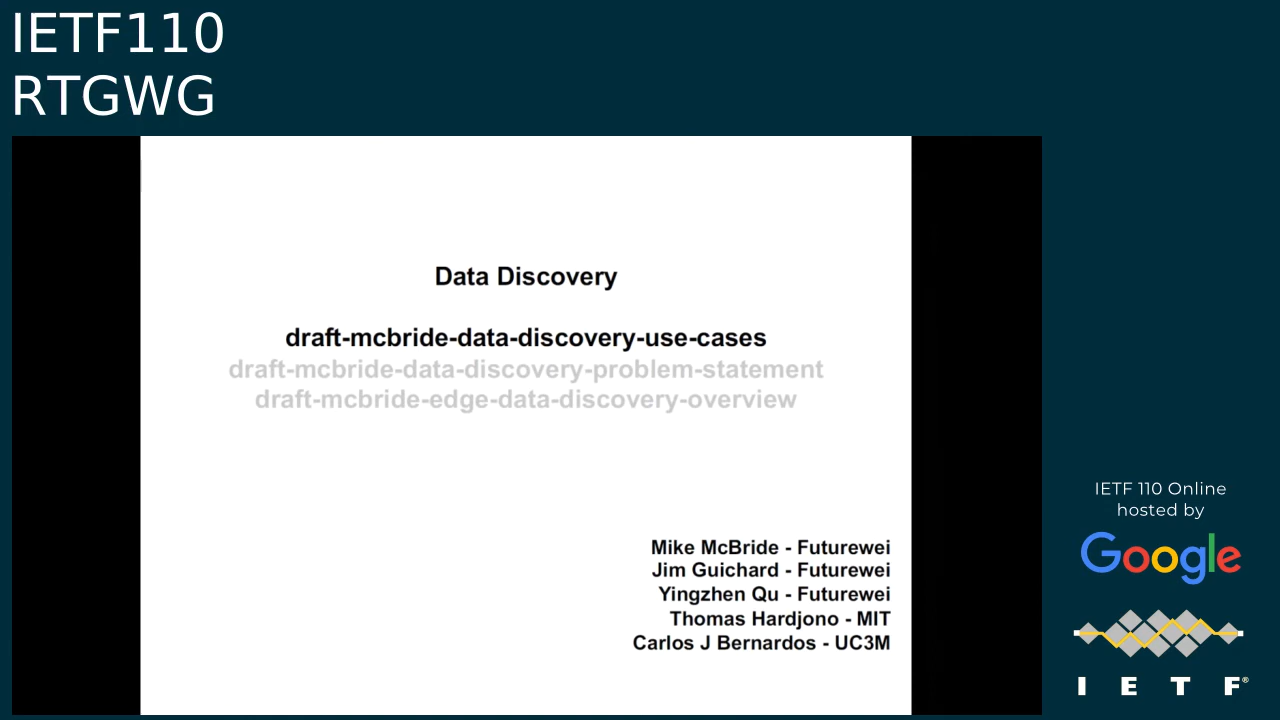 IETF110
RTGWG
Data Discovery
draft-mcbride-data-discovery-use-cases
draft-mcbride-data-discovery-problem-statement
draft-mcbride-edge-data-discovery-overview
Mike McBride - Futurewei
Jim Guichard - Futurewei
Yingzhen Qu - Futurewei
Thomas Hardjono - MIT
Carlos J Bernardos - UC3M
IETF 110 Online
hosted by
Google
I E T F®